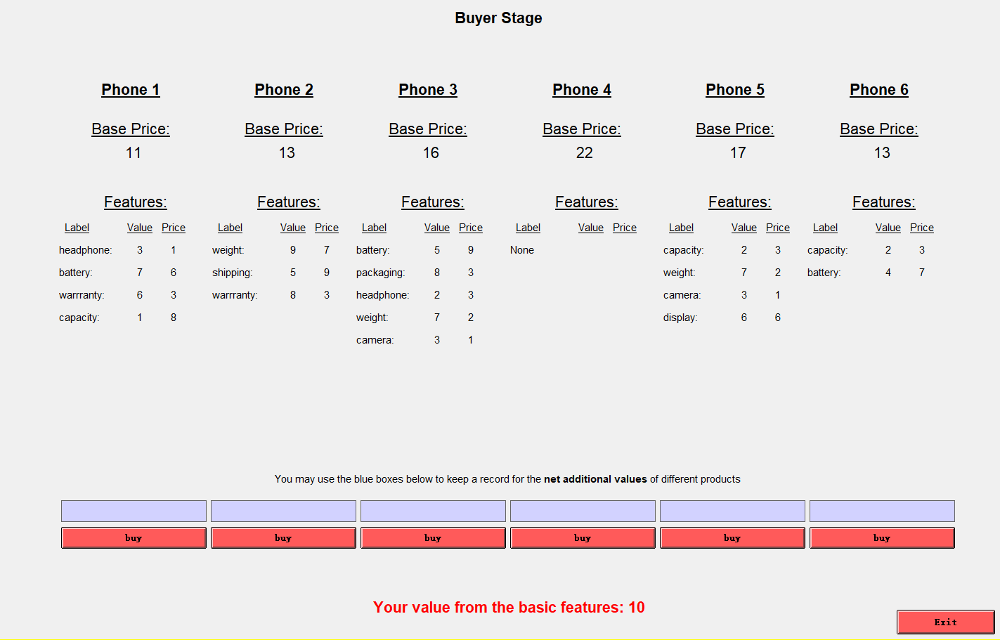 Buyer Stage
Phone 1 Phone 2 Phone 3 Phone 4 Phone 5 Phone 6
Base Price: Base Price: Base Price: Base Price: Base Price: Base Price:
11 13 16 22 17 13
Features: Features: Features: Features: Features: Features:
Label Value Price Label Value Price Label Value Price Label Value Price Label Value Price Label Value Price
headphone: 3 1 weight: 9 7 battery: 5 9 None capacity: 2 3 capacity: 2 3
battery: 7 6 shipping: 5 9 packaging: 8 3 weight: 7 2 battery: 4 7
warrranty: 6 3 warrranty: 8 3 headphone: 2 3 camera: 3 1
capacity: 1 8 weight: 7 2 display: 6 6
camera: 3 1
You may use the blue boxes below to keep a record for the net additional values of different products
buy buy buy buy buy buy
Your value from the basic features: 10
Exit